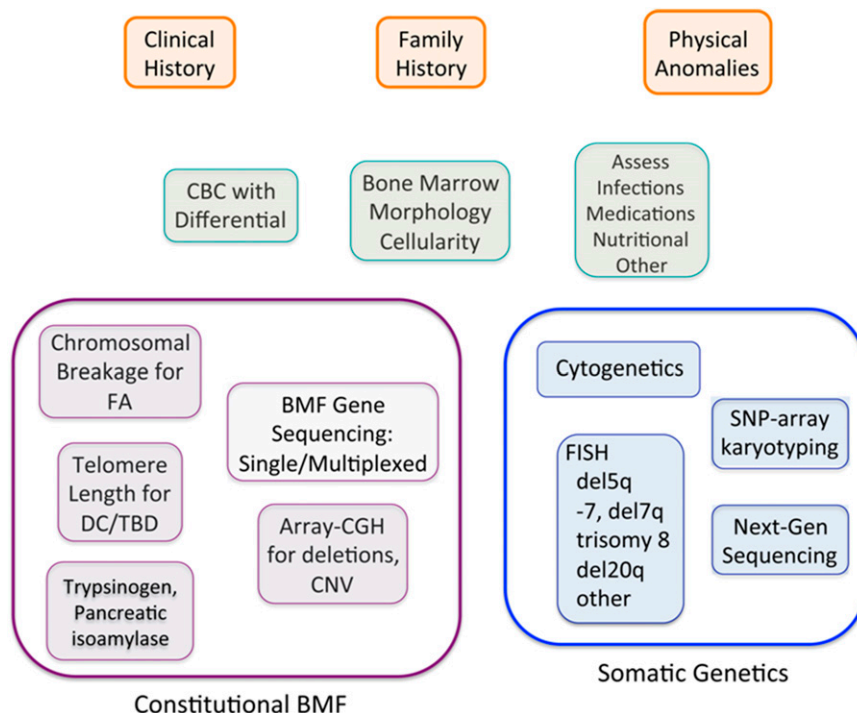 Clinical
History
Family
History
Physical
Anomalies
CBC with
Differential
Bone Marrow
Morphology
Cellularity
Assess
Infections
Medications
Nutritional
Other
Chromosomal
Breakage for
FA
Telomere
Length for
DC/TBD
Trypsinogen,
Pancreatic
isoamylase
BMF Gene
Sequencing:
Single/Multiplexed
Array-CGH
for deletions,
CNV
Constitutional BMF
Cytogenetics
FISH
del5q
-7, del7q
trisomy 8
del20q
other
SNP-array
karyotyping
Next-Gen
Sequencing
Somatic Genetics